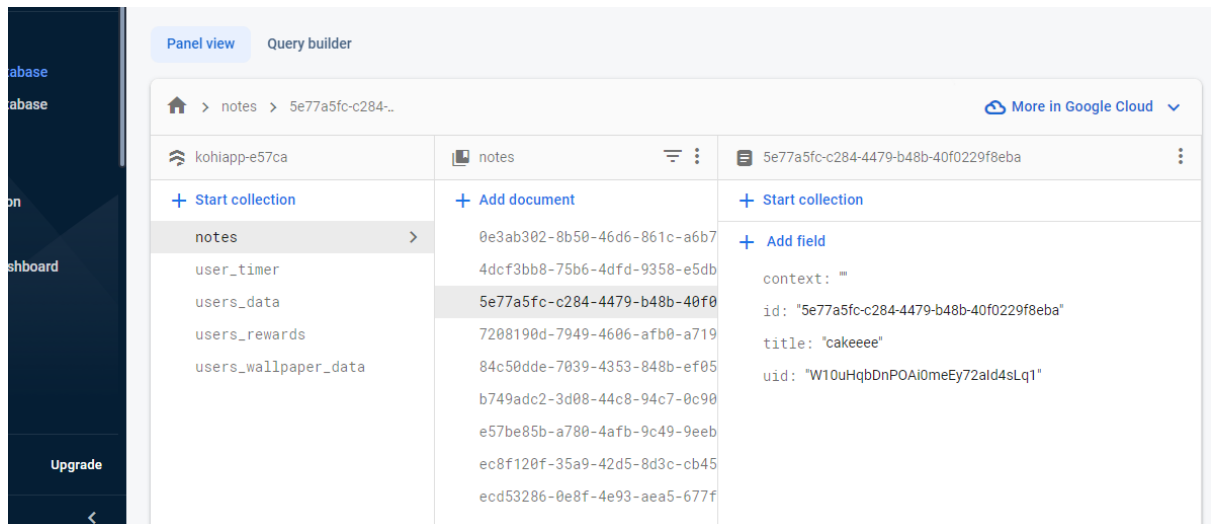 Panel view
Query builder
tabase
tabase
on
shboard
Upgrade
<
> notes > 5e77a5fc-c284-..
More in Google Cloud
kohiapp-e57ca
+ Start collection
notes >
user_timer
users_data
users_rewards
users_wallpaper_data
notes
+ Add document
0e3ab302-8b50-46d6-861c-a6b7
4dcf3bb8-75b6-4dfd-9358-e5db
5e77a5fc-c284-4479-b48b-40f0
7208190d-7949-4606-afb0-a719
84c50dde-7039-4353-848b-ef05
b749adc2-3d08-44c8-94c7-0c90
e57be85b-a780-4afb-9c49-9eeb
ec8f120f-35a9-42d5-8d3c-cb45
ecd53286-0e8f-4e93-aea5-677f
5e77a5fc-c284-4479-b48b-40f0229f8eba
+ Start collection
+ Add field
context: ""
id: "5e77a5fc-c284-4479-b48b-40f0229f8eba"
title: "cakeeee"
uid: "W10uHqbDnPOAi0meEy72aId4sLq1"